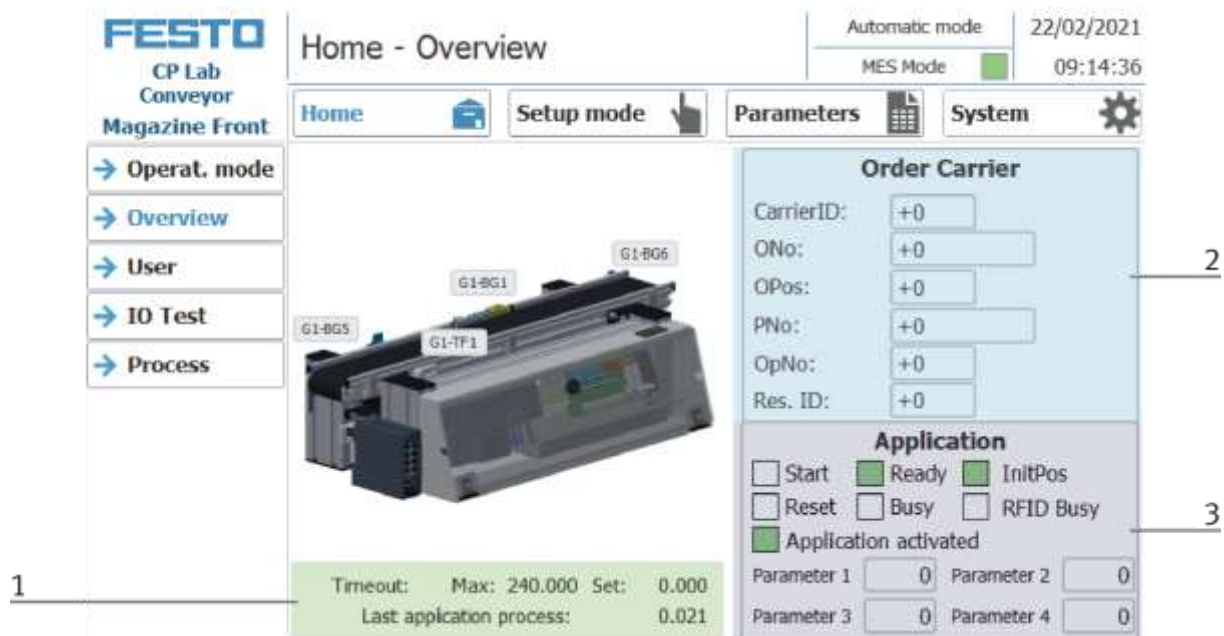 FESTO
CP Lab
Conveyor
Magazine Front
Home - Overview
Automatic mode
MES Mode
22/02/2021
09:14:36
Home
Setup mode
Parameters
System
Operat. mode
Overview
User
IO Test
Process
G1-BG6
G1-BG1
G1-BG5
G1-TF1
Order Carrier
CarrierID: +0
ONo: +0
OPos: +0
PNo: +0
OpNo: +0
Res. ID: +0
2
Application
Start Ready InitPos
Reset Busy RFID Busy
Application activated
Parameter 1 0 Parameter 2 0
Parameter 3 0 Parameter 4 0
3
1
Timeout: Max: 240.000 Set: 0.000
Last application process: 0.021